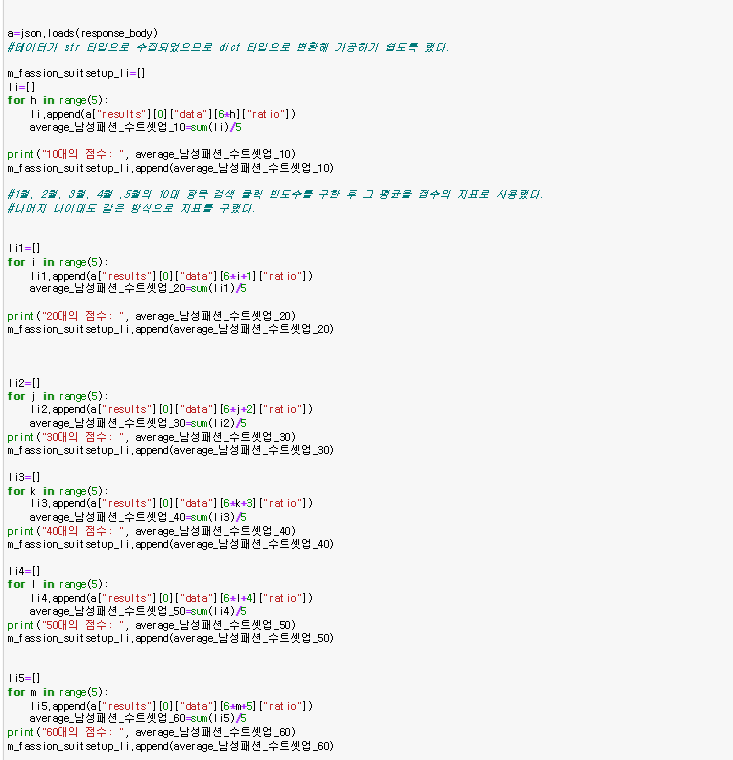 a=json.loads(response_body)
#데이터가 str 타입으로 수집되었으므로 dict 타입으로 변환해 가공하기 쉽도록 했다.
m_fassion_suitsetup_li=[]
li=[]
for h in range(5):
li.append(a["results"][0]["data"][6*h]["ratio"])
average_남성패션_수트셋업_10=sum(li)/5
print("10대의 점수: ", average_남성패션_수트셋업_10)
m_fassion_suitsetup_li.append(average_남성패션_수트셋업_10)
#1월, 2월, 3월, 4월 ,5월의 10대 항목 검색 클릭 빈도수를 구한 후 그 평균을 점수의 지표로 사용했다.
#나머지 나이대도 같은 방식으로 지표를 구했다.
li1=[]
for i in range(5):
li1.append(a["results"][0]["data"][6*i+1]["ratio"])
average_남성패션_수트셋업_20=sum(li1)/5
print("20대의 점수: ", average_남성패션_수트셋업_20)
m_fassion_suitsetup_li.append(average_남성패션_수트셋업_20)
li2=[]
for j in range(5):
li2.append(a["results"][0]["data"][6*j+2]["ratio"])
average_남성패션_수트셋업_30=sum(li2)/5
print("30대의 점수: ", average_남성패션_수트셋업_30)
m_fassion_suitsetup_li.append(average_남성패션_수트셋업_30)
li3=[]
for k in range(5):
li3.append(a["results"][0]["data"][6*k+3]["ratio"])
average_남성패션_수트셋업_40=sum(li3)/5
print("40대의 점수: ", average_남성패션_수트셋업_40)
m_fassion_suitsetup_li.append(average_남성패션_수트셋업_40)
li4=[]
for l in range(5):
li4.append(a["results"][0]["data"][6*l+4]["ratio"])
average_남성패션_수트셋업_50=sum(li4)/5
print("50대의 점수: ", average_남성패션_수트셋업_50)
m_fassion_suitsetup_li.append(average_남성패션_수트셋업_50)
li5=[]
for m in range(5):
li5.append(a["results"][0]["data"][6*m+5]["ratio"])
average_남성패션_수트셋업_60=sum(li5)/5
print("60대의 점수: ", average_남성패션_수트셋업_60)
m_fassion_suitsetup_li.append(average_남성패션_수트셋업_60)